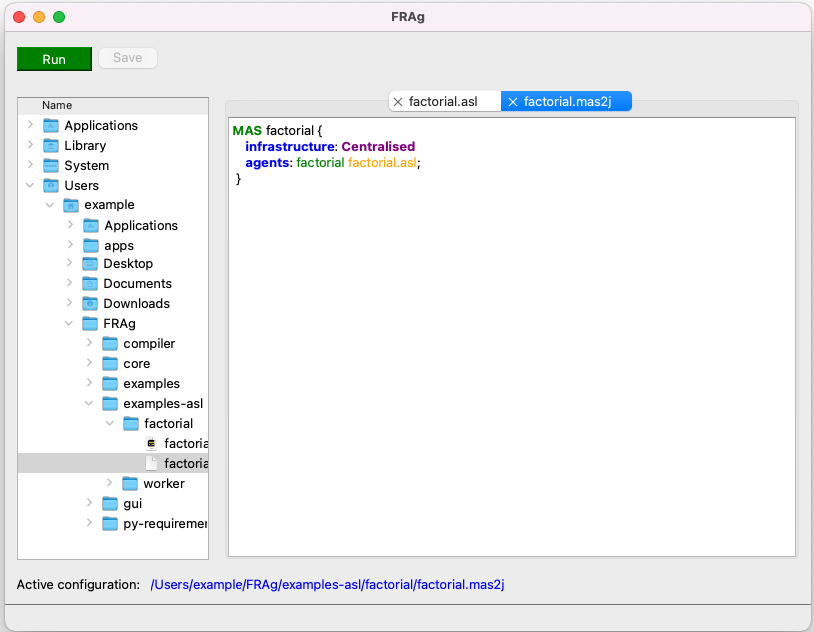 FRAg
Run
Save
Name
Applications
Library
System
Users
example
Applications
apps
Desktop
Documents
Downloads
FRAg
compiler
core
examples
examples-asl
factorial
factoria
factoria
worker
gui
py-requiremer
factorial.asl
factorial.mas2j
MAS factorial {
infrastructure: Centralised
agents: factorial factorial.asl;
}
Active configuration: /Users/example/FRAg/examples-asl/factorial/factorial.mas2j